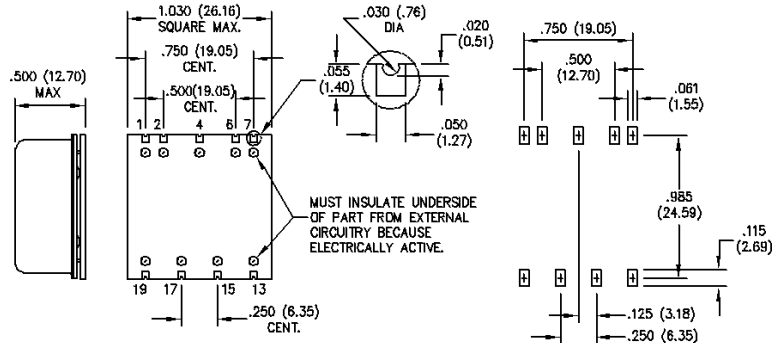 1.030 (26.16)
SQUARE MAX.
.750 (19.05)
CENT.
.500(19.05)
CENT.
.500 (12.70)
MAX
.030 (.76)
DIA
.020
(0.51)
.055
(1.40)
.050
(1.27)
1 2 4 6 7
MUST INSULATE UNDERSIDE
OF PART FROM EXTERNAL
CIRCUITRY BECAUSE
ELECTRICALLY ACTIVE.
19 17 15 13
.250 (6.35)
CENT.
.750 (19.05)
.500
(12.70)
.061
(1.55)
.985
(24.59)
.115
(2.69)
.125 (3.18)
.250 (6.35)